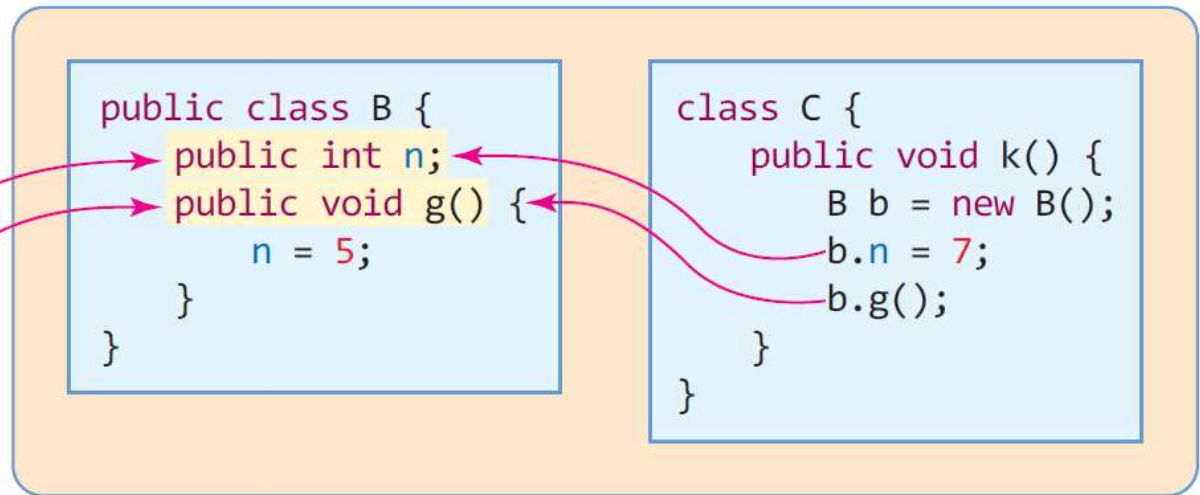 public class B {
public int n;
public void g() {
n = 5;
}
}
class C {
public void k() {
B b = new B();
b.n = 7;
b.g();
}
}